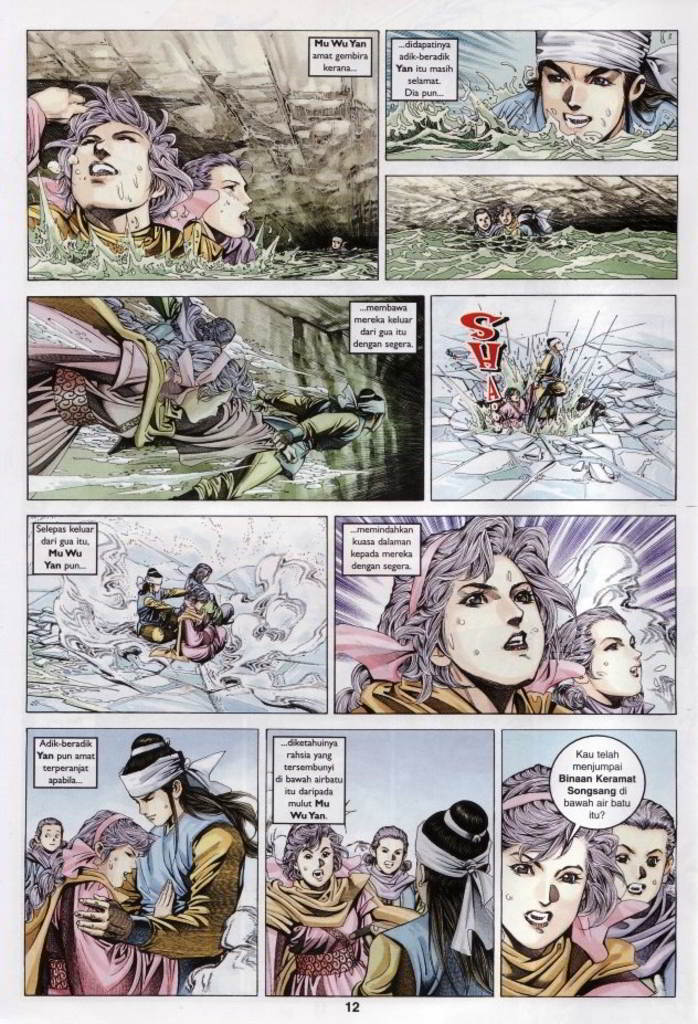 Mu Wu Yan
amat gembira
kerana...
...didapatinya
adik-beradik
Yan itu masih
selamat.
Dia pun...
...membawa
mereka keluar
dari gua itu
dengan segera.
SHA
Selepas keluar
dari gua itu,
Mu Wu
Yan pun...
...memindahkan
kuasa dalaman
kepada mereka
dengan segera.
Adik-beradik
Yan pun amat
terperanjat
apabila...
...diketahuinya
rahsia yang
tersembunyi
di bawah airbatu
itu daripada
mulut Mu
Wu Yan.
Kau telah
menjumpai
Binaan Keramat
Songsang di
bawah air batu
itu?
12